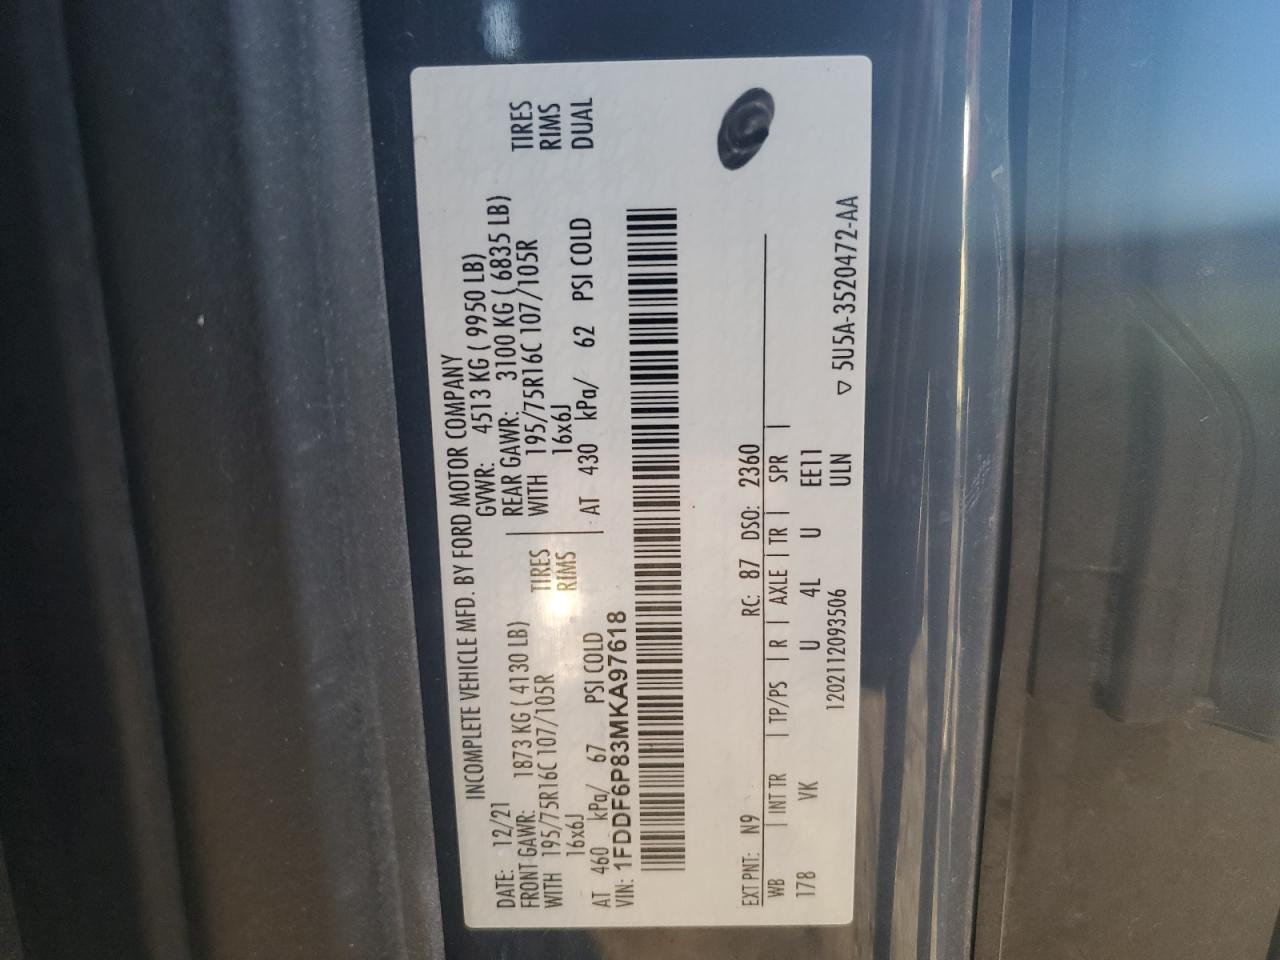 INCOMPLETE VEHICLE MFD. BY FORD MOTOR COMPANY
DATE: 12/21 GVWR: 4513 KG ( 9950 LB)
FRONT GAWR: 1873 KG ( 4130 LB) REAR GAWR: 3100 KG ( 6835 LB)
WITH 195/75R16C 107/105R TIRES WITH 195/75R16C 107/105R TIRES
16x6J RIMS 16x6J RIMS
AT 460 kPa/ 67 PSI COLD AT 430 kPa/ 62 PSI COLD DUAL
VIN: 1FDDF6P83MKA97618
EXT PNT: N9 RC: 87 DSO: 2360
WB | INT TR | TP/PS | R | AXLE | TR | SPR |
178 VK U 4L U EE11
1202112093506 ULN ▽ 5U5A-3520472-AA